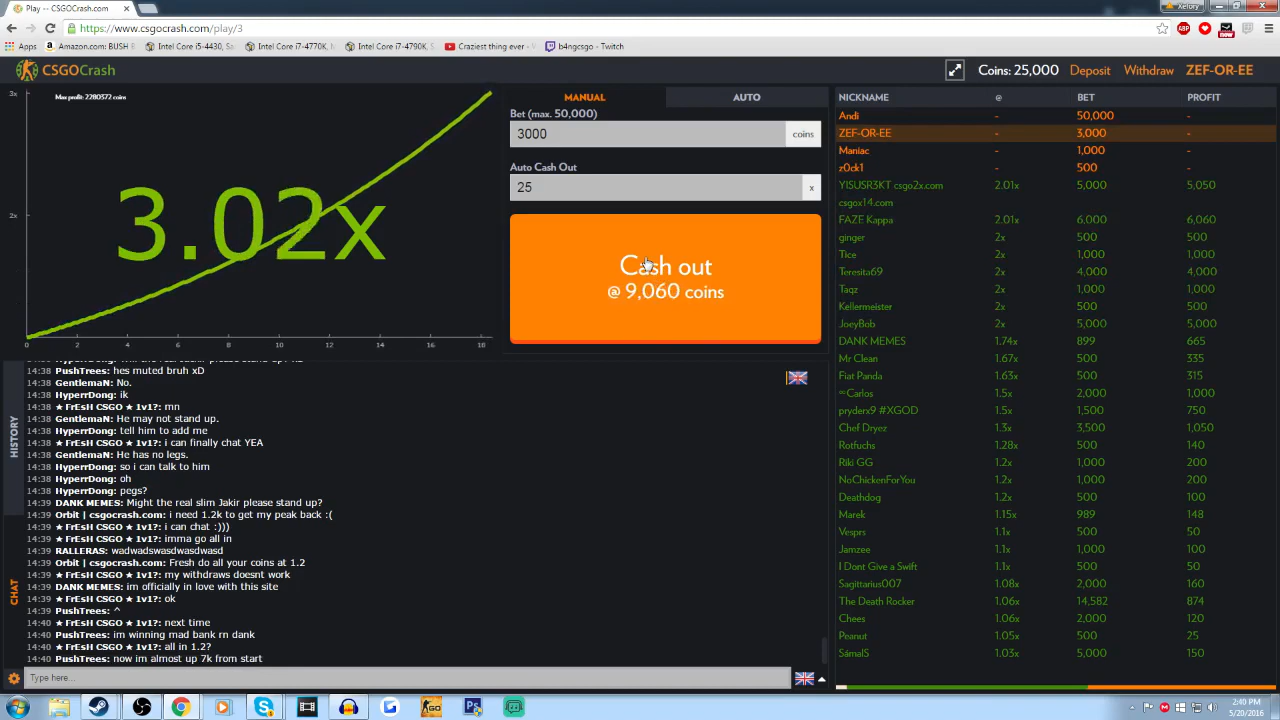 Play -- CSGOCrash.com
Xelory
https://www.csgocrash.com/play/3
Apps
Amazon.com: BUSH B
Intel Core i5-4430, Sa
Intel Core i7-4770K, I
Intel Core i7-4790K, I
Craziest thing ever -
b4ngcsgo - Twitch
CSGOCrash
Coins: 25,000
Deposit
Withdraw
ZEF-OR-EE
3x
Max profit: 2280372 coins
2x
3.02x
0 2 4 6 8 10 12 14 16 18
MANUAL
AUTO
Bet (max. 50,000)
3000
coins
Auto Cash Out
25
x
Cash out
@ 9,060 coins
NICKNAME @ BET PROFIT
Andi - 50,000 -
ZEF-OR-EE - 3,000 -
Maniac - 1,000 -
z0ck1 - 500 -
Y1SUSR3KT csgo2x.com 2.01x 5,000 5,050
csgox14.com
FAZE Kappa 2.01x 6,000 6,060
ginger 2x 500 500
Tice 2x 1,000 1,000
Teresita69 2x 4,000 4,000
Taqz 2x 1,000 1,000
Kellermeister 2x 500 500
JoeyBob 2x 5,000 5,000
DANK MEMES 1.74x 899 665
Mr Clean 1.67x 500 335
Fiat Panda 1.63x 500 315
∞Carlos 1.5x 2,000 1,000
pryderx9 #XGOD 1.5x 1,500 750
Chef Dryez 1.3x 3,500 1,050
Rotfuchs 1.28x 500 140
Riki GG 1.2x 1,000 200
NoChickenForYou 1.2x 1,000 200
Deathdog 1.2x 500 100
Marek 1.15x 989 148
Vesprs 1.1x 500 50
Jamzee 1.1x 1,000 100
I Dont Give a Swift 1.1x 500 50
Sagittarius007 1.08x 2,000 160
The Death Rocker 1.06x 14,582 874
Chees 1.06x 2,000 120
Peanut 1.05x 500 25
SámalS 1.03x 5,000 150
HISTORY
CHAT
14:38 PushTrees: hes muted bruh xD
14:38 GentlemaN: No.
14:38 HyperrDong: ik
14:38 ★ FrEsH CSGO ★ 1v1?: mn
14:38 GentlemaN: He may not stand up.
14:38 HyperrDong: tell him to add me
14:38 ★ FrEsH CSGO ★ 1v1?: i can finally chat YEA
14:38 GentlemaN: He has no legs.
14:38 HyperrDong: so i can talk to him
14:38 HyperrDong: oh
14:38 HyperrDong: pegs?
14:39 DANK MEMES: Might the real slim Jakir please stand up?
14:39 Orbit | csgocrash.com: i need 1.2k to get my peak back :(
14:39 ★ FrEsH CSGO ★ 1v1?: i can chat :)))
14:39 ★ FrEsH CSGO ★ 1v1?: imma go all in
14:39 RALLERAS: wadwadswasdwasdwasd
14:39 Orbit | csgocrash.com: Fresh do all your coins at 1.2
14:39 ★ FrEsH CSGO ★ 1v1?: my withdraws doesnt work
14:39 DANK MEMES: im officially in love with this site
14:39 ★ FrEsH CSGO ★ 1v1?: ok
14:39 PushTrees: ^
14:40 ★ FrEsH CSGO ★ 1v1?: next time
14:40 PushTrees: im winning mad bank rn dank
14:40 ★ FrEsH CSGO ★ 1v1?: all in 1.2?
14:40 PushTrees: now im almost up 7k from start
Type here...
2:40 PM
5/20/2016